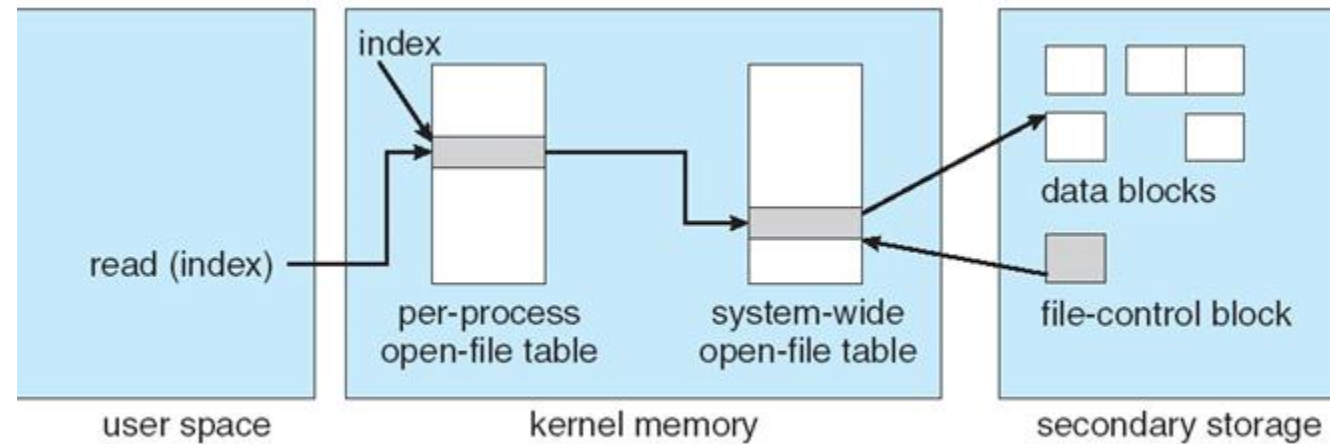 index
read (index)
per-process
open-file table
system-wide
open-file table
data blocks
file-control block
user space
kernel memory
secondary storage